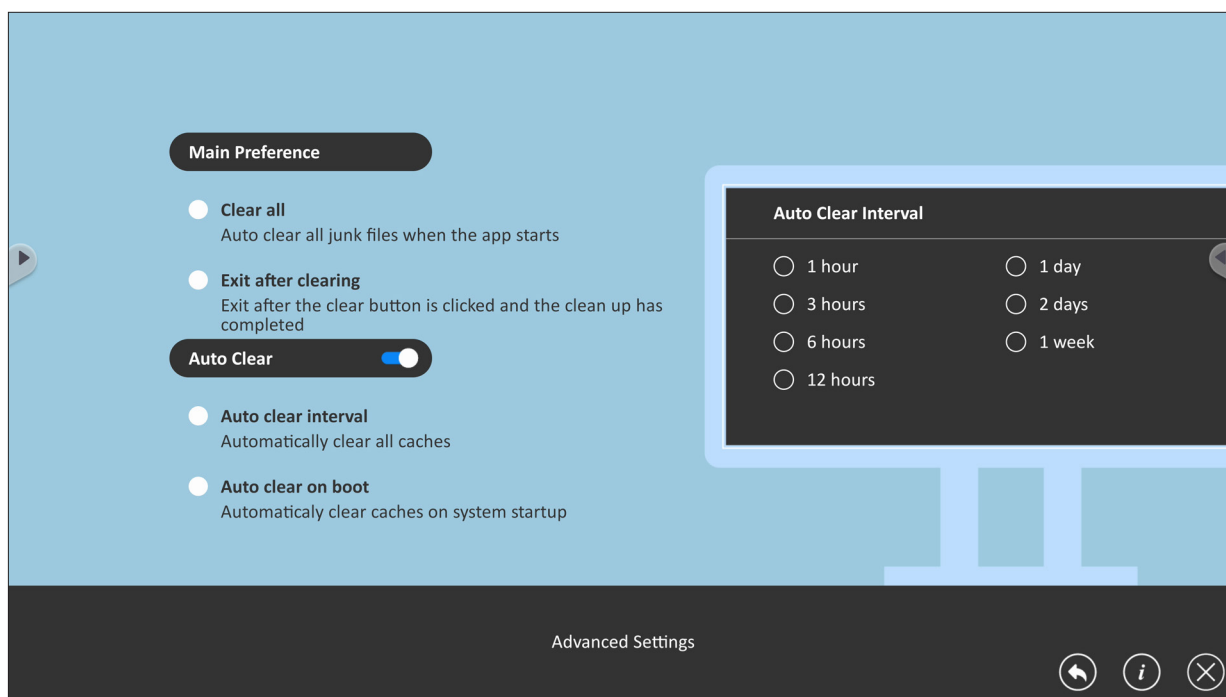 Main Preference
Clear all
Auto clear all junk files when the app starts
Exit after clearing
Exit after the clear button is clicked and the clean up has
completed
Auto Clear
Auto clear interval
Automatically clear all caches
Auto clear on boot
Automaticaly clear caches on system startup
Auto Clear Interval
1 hour
1 day
3 hours
2 days
6 hours
1 week
12 hours
Advanced Settings
i